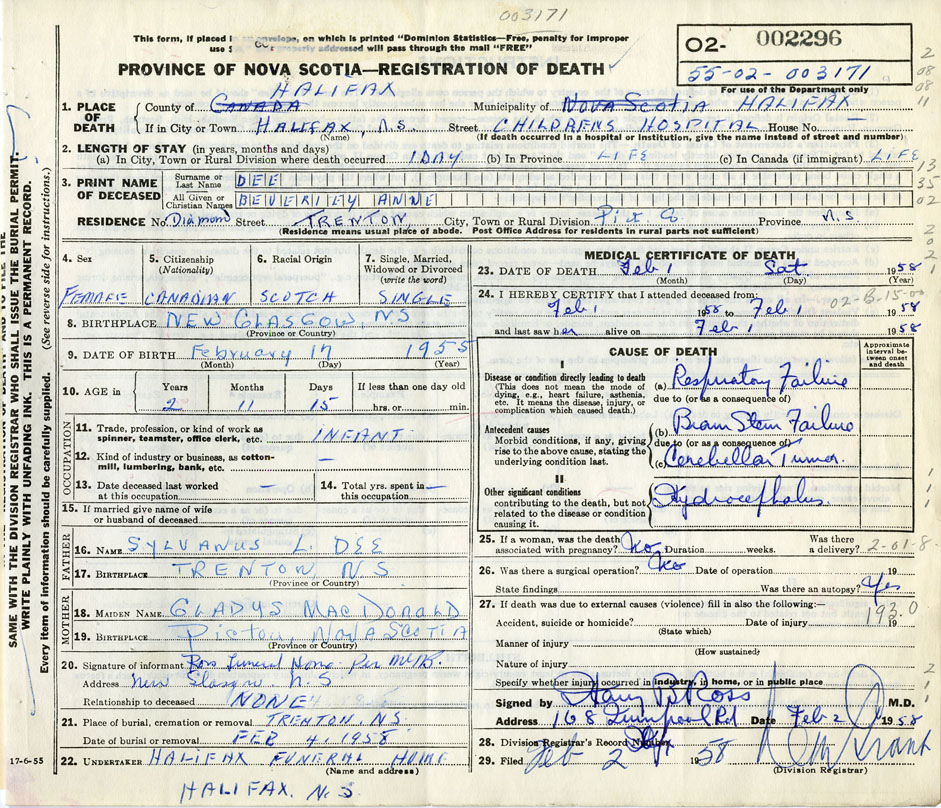 003171
This form, if placed i envelope, on which is printed "Dominion Statistics—Free, penalty for improper
use $ properly addressed will pass through the mail "FREE"
02- 002296
55-02-003171
For use of the Department only
PROVINCE OF NOVA SCOTIA—REGISTRATION OF DEATH
HALIFAX
1. PLACE OF DEATH County of CANADA Municipality of NOVA SCOTIA HALIFAX
If in City or Town HALIFAX, N.S. Street CHILDRENS HOSPITAL House No. —
(Name) (If death occurred in a hospital or institution, give the name instead of street and number)
2. LENGTH OF STAY (in years, months and days)
(a) In City, Town or Rural Division where death occurred 1 DAY (b) In Province LIFE (c) In Canada (if immigrant) LIFE
3. PRINT NAME OF DECEASED Surname or Last Name DEE
All Given or Christian Names BEVERLEY ANNE
RESIDENCE No. Diamond Street TRENTON, City, Town or Rural Division Pict. Co Province N.S.
(Residence means usual place of abode. Post Office Address for residents in rural parts not sufficient)
4. Sex 5. Citizenship (Nationality) 6. Racial Origin 7. Single, Married, Widowed or Divorced (write the word)
FEMALE CANADIAN SCOTCH SINGLE
8. BIRTHPLACE NEW GLASGOW, NS
(Province or Country)
9. DATE OF BIRTH February 17 1955
(Month) (Day) (Year)
10. AGE in Years Months Days If less than one day old
2 11 15 hrs. or min.
OCCUPATION
11. Trade, profession, or kind of work as spinner, teamster, office clerk, etc. INFANT
12. Kind of industry or business, as cotton-mill, lumbering, bank, etc. —
13. Date deceased last worked at this occupation — 14. Total yrs. spent in this occupation —
15. If married give name of wife or husband of deceased
FATHER
16. NAME SYLVANUS L. DEE
17. BIRTHPLACE TRENTON, NS
(Province or Country)
MOTHER
18. MAIDEN NAME GLADYS MACDONALD
19. BIRTHPLACE Pictou, NOVA SCOTIA
(Province or Country)
20. Signature of informant Ross Funeral Home Per
Address New Glasgow N.S
Relationship to deceased NONE
21. Place of burial, cremation or removal TRENTON, NS.
Date of burial or removal FEB 4, 1958
22. UNDERTAKER HALIFAX FUNERAL HOME
(Name and address)
HALIFAX. N.S.
17-6-55
MEDICAL CERTIFICATE OF DEATH
23. DATE OF DEATH Feb 1 Sat 1958
(Month) (Day) (Year)
24. I HEREBY CERTIFY that I attended deceased from: 02-B-15-00
Feb 1 1958 to Feb 1 1958
and last saw her alive on Feb 1 1958
CAUSE OF DEATH
Approximate interval between onset and death
I
Disease or condition directly leading to death (a) Respiratory Failure
(This does not mean the mode of dying, e.g., heart failure, asthenia, etc. It means the disease, injury, or complication which caused death.)
due to (or as a consequence of)
Antecedent causes (b) Brain Stem Failure
Morbid conditions, if any, giving rise to the above cause, stating the underlying condition last.
due to (or as a consequence of)
(c) Cerebellar Tumor.
II
Other significant conditions Hydrocephalus.
contributing to the death, but not related to the disease or condition causing it.
25. If a woman, was the death associated with pregnancy? No Duration weeks. Was there a delivery? 2-01-8-
26. Was there a surgical operation? No Date of operation 19
State findings Was there an autopsy? Yes
27. If death was due to external causes (violence) fill in also the following:—
193.0
Accident, suicide or homicide? Date of injury 19
(State which)
Manner of injury
(How sustained)
Nature of injury
Specify whether injury occurred in industry, in home, or in public place
Signed by Harry B Ross M.D.
Address 168 Quinpool Rd Date Feb 2 1958
28. Division Registrar's Record Number
29. Filed Feb 2 1958
(Division Registrar)
SAME WITH THE DIVISION REGISTRAR WHO SHALL ISSUE THE BURIAL PERMIT.
WRITE PLAINLY WITH UNFADING INK. THIS IS A PERMANENT RECORD.
Every item of information should be carefully supplied. (See reverse side for instructions.)